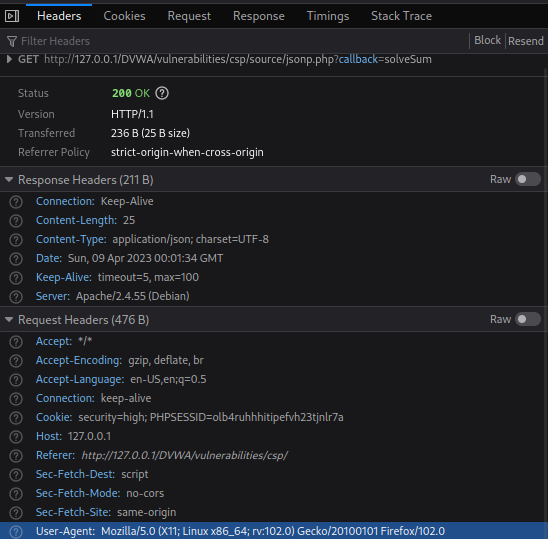 Headers Cookies Request Response Timings Stack Trace
Filter Headers Block Resend
GET http://127.0.0.1/DVWA/vulnerabilities/csp/source/jsonp.php?callback=solveSum
Status 200 OK ?
Version HTTP/1.1
Transferred 236 B (25 B size)
Referrer Policy strict-origin-when-cross-origin
Response Headers (211 B) Raw
? Connection: Keep-Alive
? Content-Length: 25
? Content-Type: application/json; charset=UTF-8
? Date: Sun, 09 Apr 2023 00:01:34 GMT
? Keep-Alive: timeout=5, max=100
? Server: Apache/2.4.55 (Debian)
Request Headers (476 B) Raw
? Accept: */*
? Accept-Encoding: gzip, deflate, br
? Accept-Language: en-US,en;q=0.5
? Connection: keep-alive
? Cookie: security=high; PHPSESSID=olb4ruhhhitipefvh23tjnlr7a
? Host: 127.0.0.1
? Referer: http://127.0.0.1/DVWA/vulnerabilities/csp/
? Sec-Fetch-Dest: script
? Sec-Fetch-Mode: no-cors
? Sec-Fetch-Site: same-origin
? User-Agent: Mozilla/5.0 (X11; Linux x86_64; rv:102.0) Gecko/20100101 Firefox/102.0